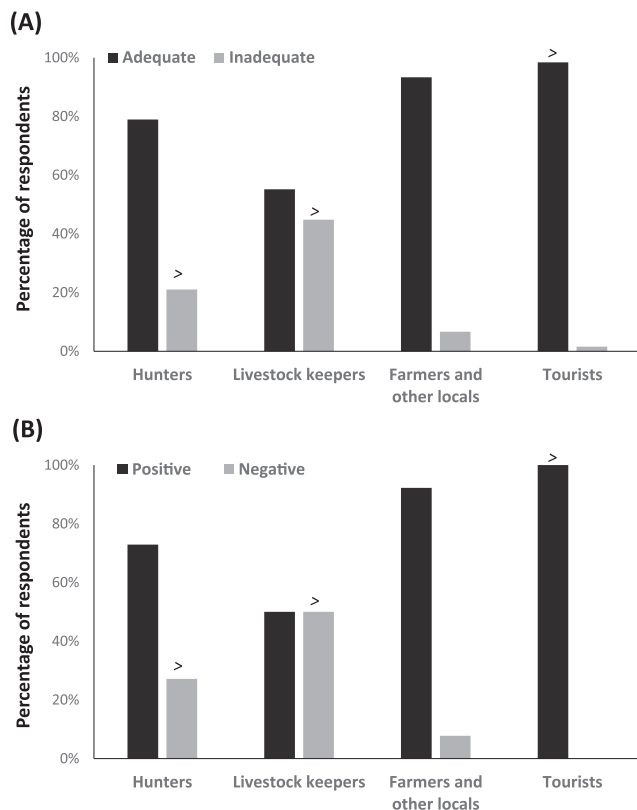 (A)
Adequate Inadequate
Percentage of respondents
100%
80%
60%
40%
20%
0%
>
>
>
Hunters Livestock keepers Farmers and Tourists
other locals
(B)
Positive Negative
Percentage of respondents
100%
80%
60%
40%
20%
0%
>
>
>
Hunters Livestock keepers Farmers and Tourists
other locals